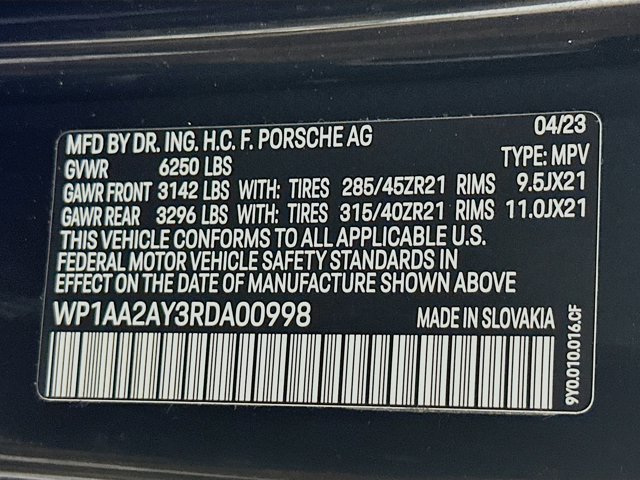 MFD BY DR. ING. H.C. F. PORSCHE AG 04/23
GVWR 6250 LBS TYPE: MPV
GAWR FRONT 3142 LBS WITH: TIRES 285/45ZR21 RIMS 9.5JX21
GAWR REAR 3296 LBS WITH: TIRES 315/40ZR21 RIMS 11.0JX21
THIS VEHICLE CONFORMS TO ALL APPLICABLE U.S.
FEDERAL MOTOR VEHICLE SAFETY STANDARDS IN
EFFECT ON THE DATE OF MANUFACTURE SHOWN ABOVE
WP1AA2AY3RDA00998 MADE IN SLOVAKIA
9Y0.010.016.CF